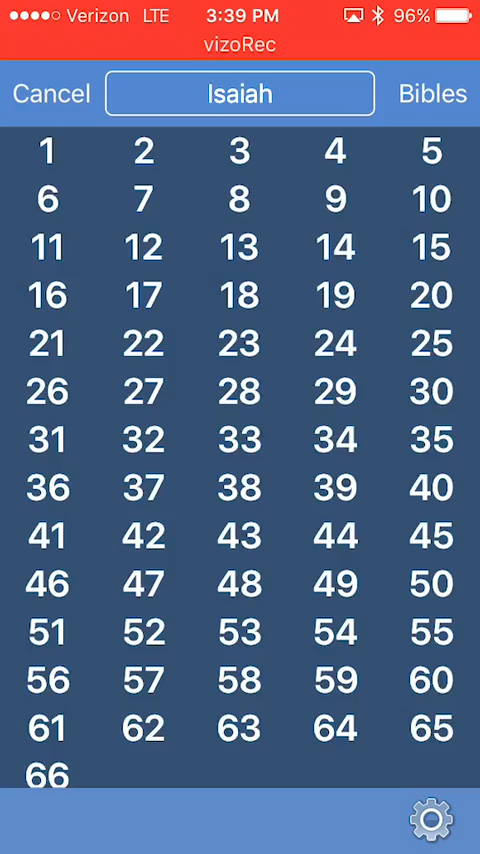 Verizon LTE 3:39 PM 96%
vizoRec
Cancel Isaiah Bibles
1 2 3 4 5
6 7 8 9 10
11 12 13 14 15
16 17 18 19 20
21 22 23 24 25
26 27 28 29 30
31 32 33 34 35
36 37 38 39 40
41 42 43 44 45
46 47 48 49 50
51 52 53 54 55
56 57 58 59 60
61 62 63 64 65
66